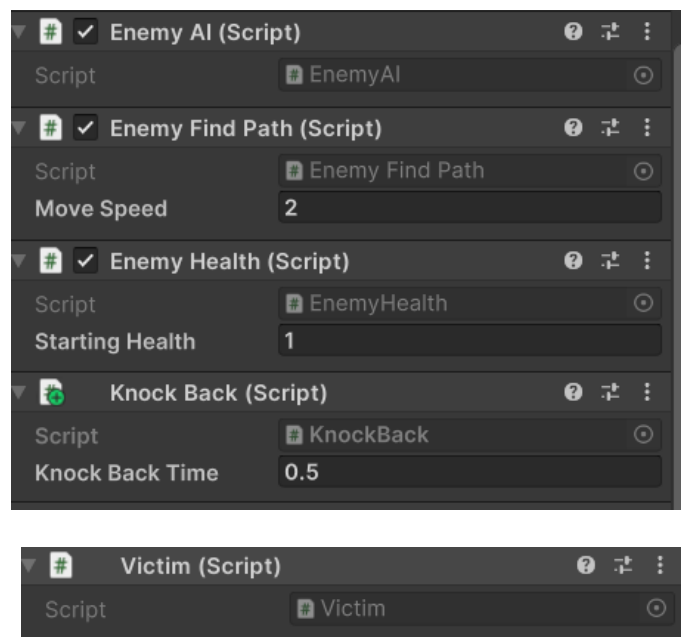 Enemy AI (Script)
Script # EnemyAI
Enemy Find Path (Script)
Script # Enemy Find Path
Move Speed 2
Enemy Health (Script)
Script # EnemyHealth
Starting Health 1
Knock Back (Script)
Script # KnockBack
Knock Back Time 0.5
# Victim (Script)
Script # Victim